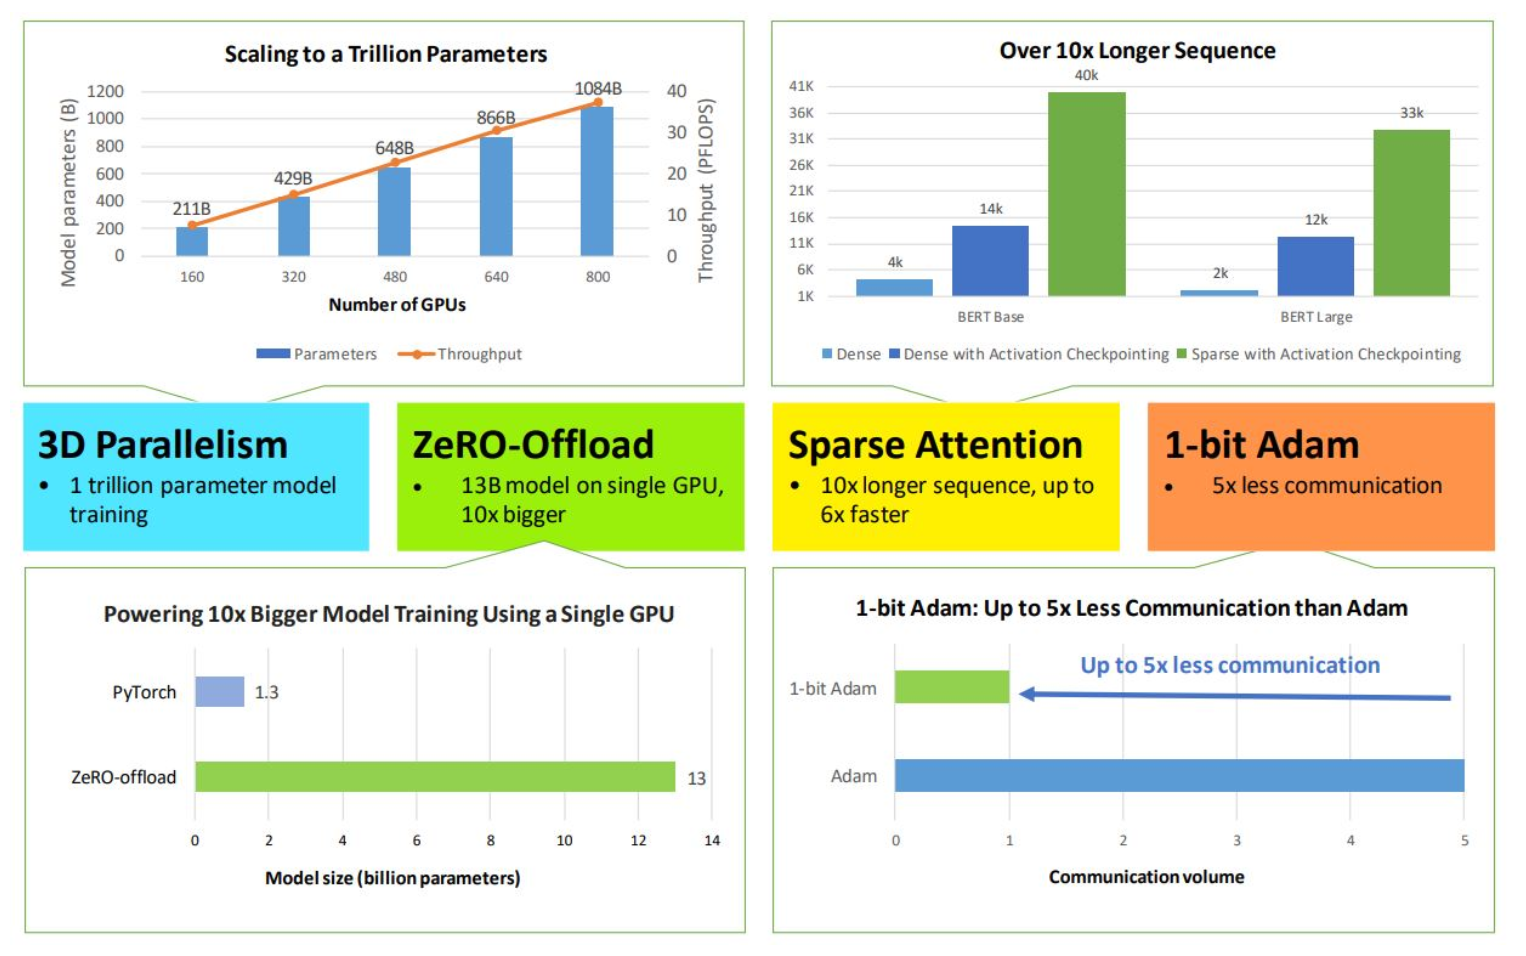 Scaling to a Trillion Parameters
Model parameters (B)
1200
1000
800
600
400
200
0
211B
429B
648B
866B
1084B
40
30
20
10
0
Throughput (PFLOPS)
160 320 480 640 800
Number of GPUs
Parameters Throughput
Over 10x Longer Sequence
41K
36K
31K
26K
21K
16K
11K
6K
1K
4k
14k
40k
2k
12k
33k
BERT Base BERT Large
Dense Dense with Activation Checkpointing Sparse with Activation Checkpointing
3D Parallelism
• 1 trillion parameter model
training
ZeRO-Offload
• 13B model on single GPU,
10x bigger
Sparse Attention
• 10x longer sequence, up to
6x faster
1-bit Adam
• 5x less communication
Powering 10x Bigger Model Training Using a Single GPU
PyTorch 1.3
ZeRO-offload 13
0 2 4 6 8 10 12 14
Model size (billion parameters)
1-bit Adam: Up to 5x Less Communication than Adam
Up to 5x less communication
1-bit Adam
Adam
0 1 2 3 4 5
Communication volume